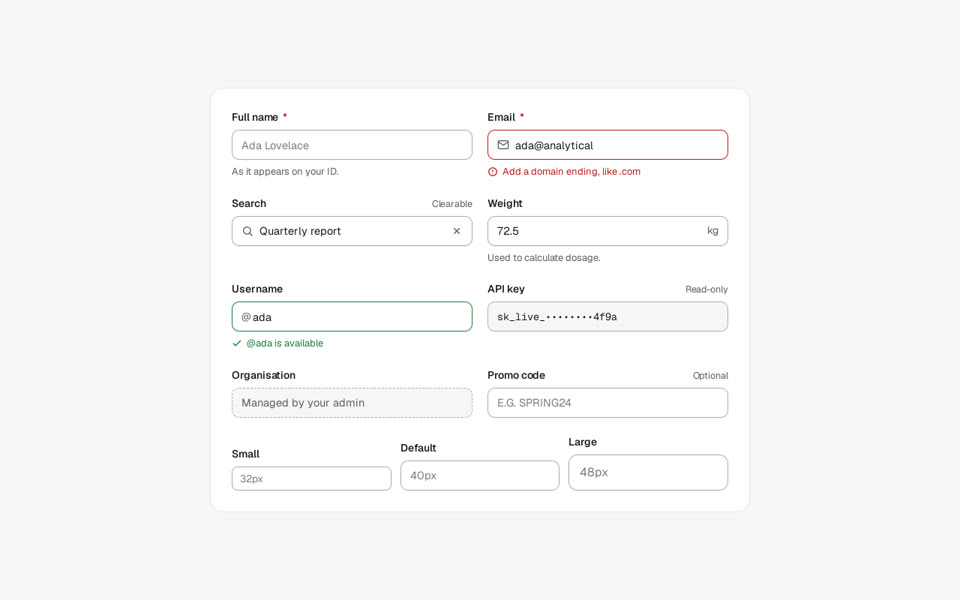 Full name *
Ada Lovelace
As it appears on your ID.
Email *
ada@analytical
Add a domain ending, like .com
Search
Clearable
Quarterly report
Weight
72.5
kg
Used to calculate dosage.
Username
@ada
@ada is available
API key
Read-only
sk_live_••••••••4f9a
Organisation
Managed by your admin
Promo code
Optional
E.G. SPRING24
Small
32px
Default
40px
Large
48px